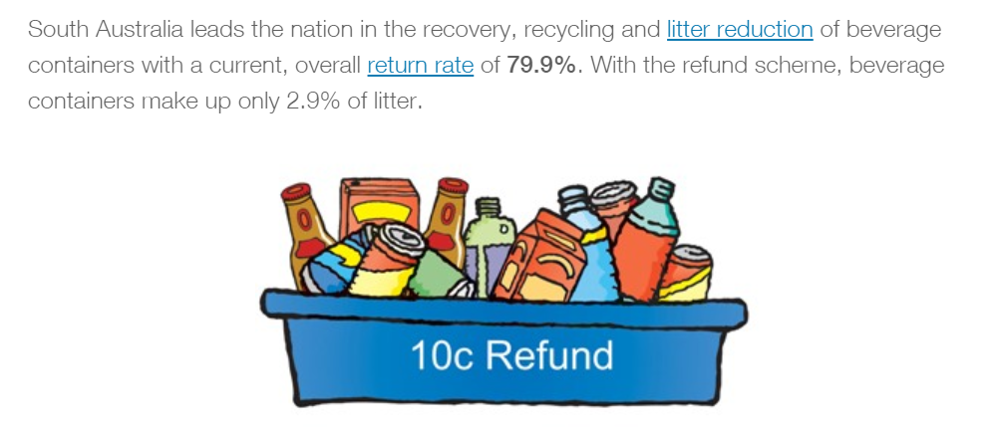 South Australia leads the nation in the recovery, recycling and litter reduction of beverage
containers with a current, overall return rate of 79.9%. With the refund scheme, beverage
containers make up only 2.9% of litter.
10c Refund